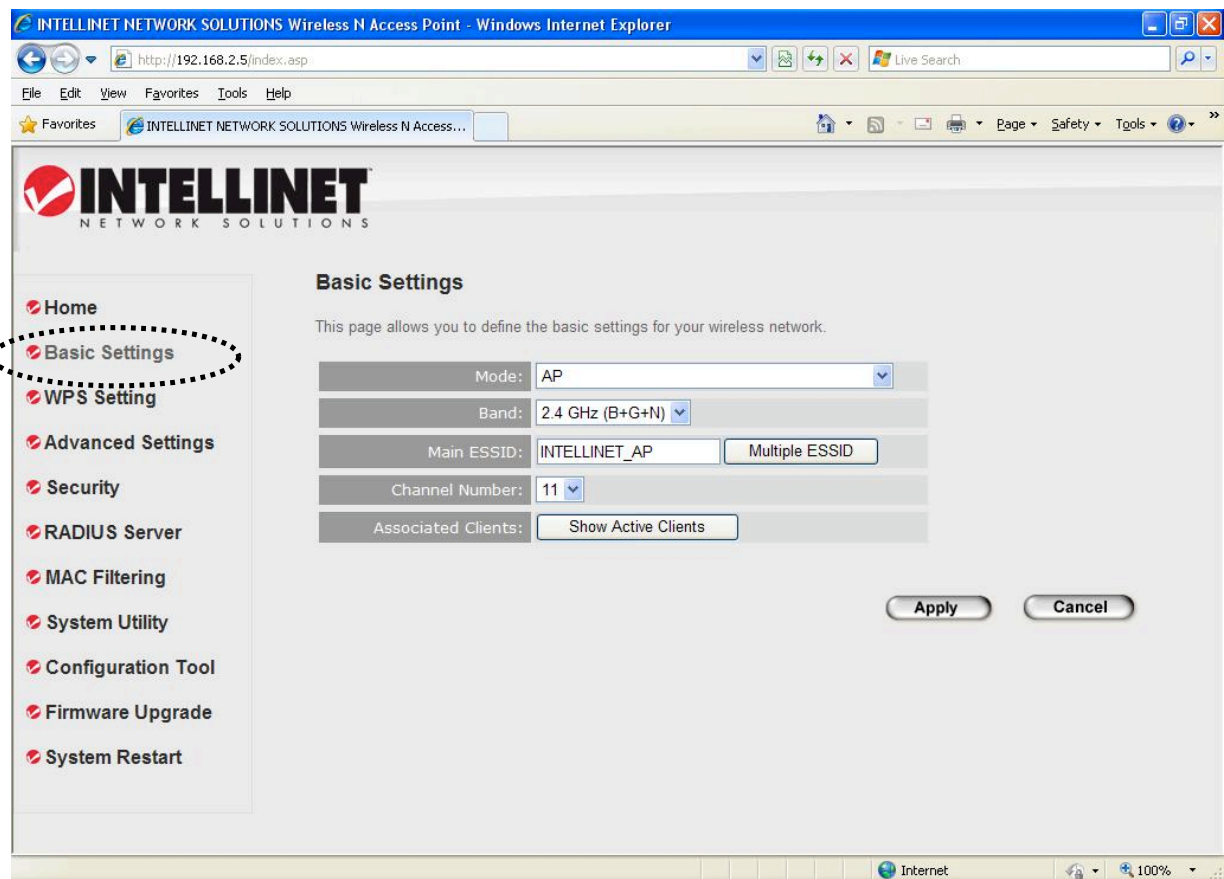 INTELLINET NETWORK SOLUTIONS Wireless N Access Point - Windows Internet Explorer
http://192.168.2.5/index.asp
Live Search
File Edit View Favorites Tools Help
Favorites INTELLINET NETWORK SOLUTIONS Wireless N Access... Page Safety Tools »
INTELLINET
NETWORK SOLUTIONS
Home
Basic Settings
WPS Setting
Advanced Settings
Security
RADIUS Server
MAC Filtering
System Utility
Configuration Tool
Firmware Upgrade
System Restart
Basic Settings
This page allows you to define the basic settings for your wireless network.
Mode: AP
Band: 2.4 GHz (B+G+N)
Main ESSID: INTELLINET_AP Multiple ESSID
Channel Number: 11
Associated Clients: Show Active Clients
Apply Cancel
Internet 100%